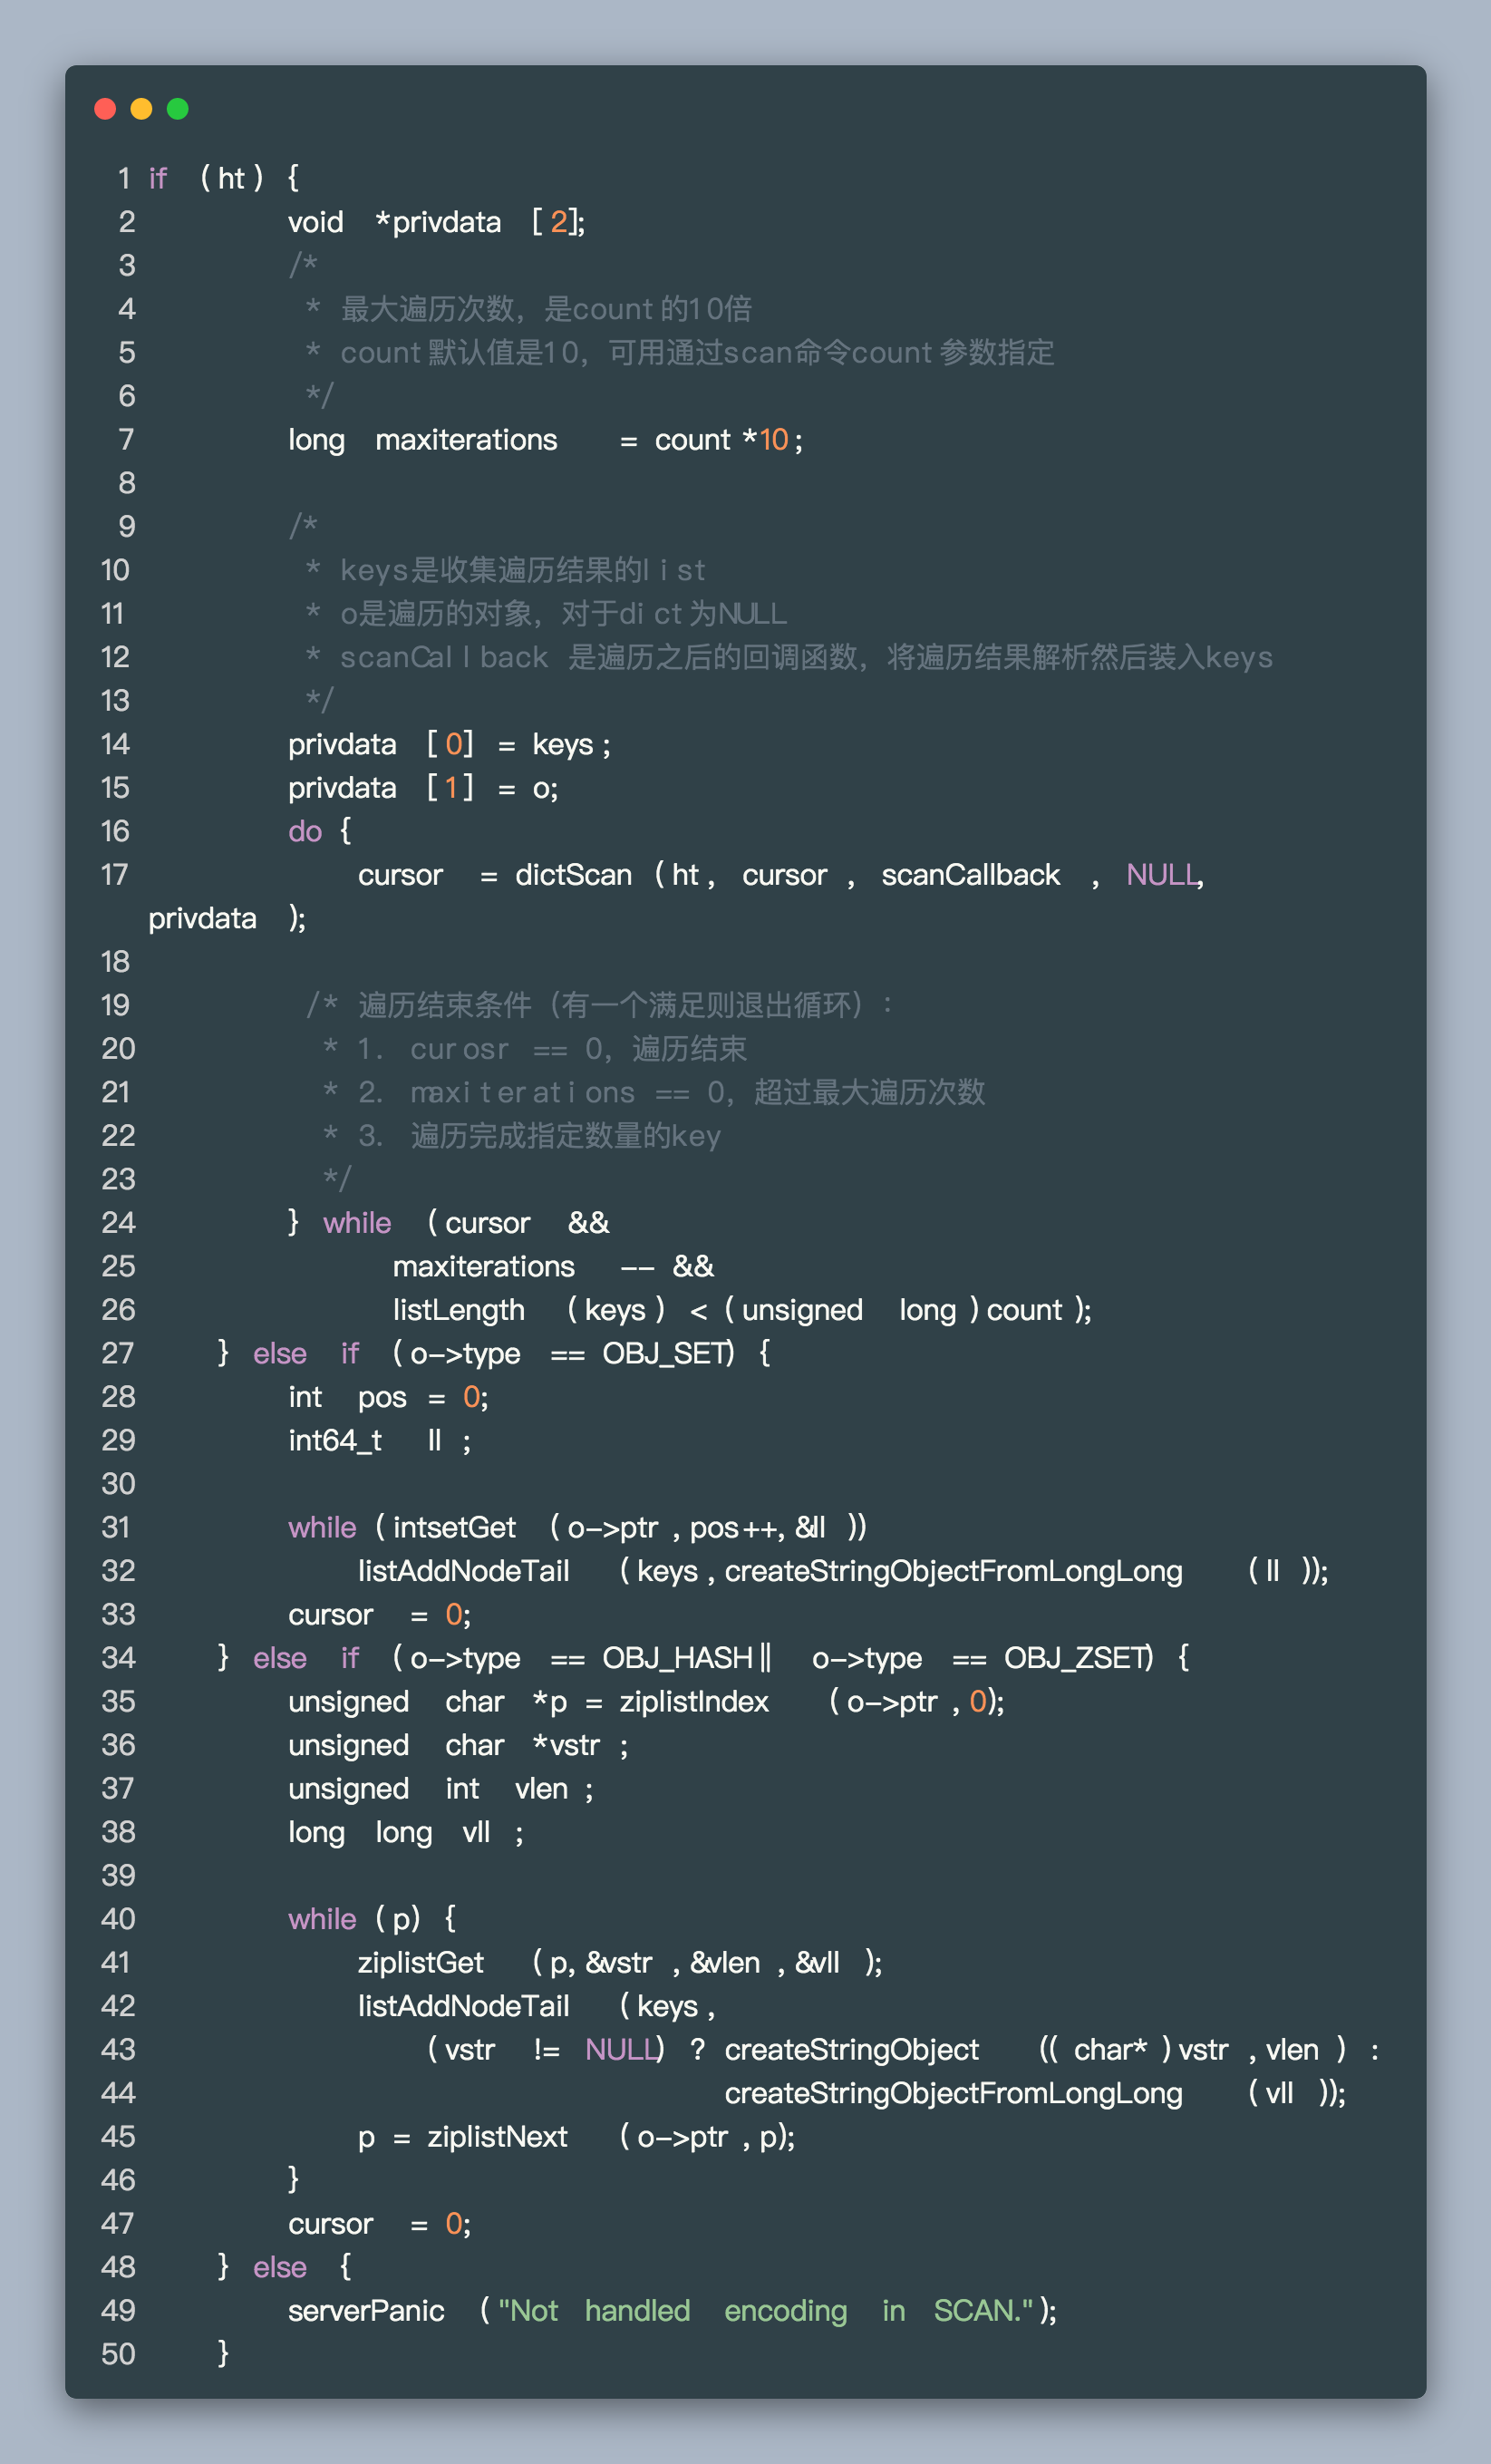 1 if (ht) {
2 void *privdata[2];
3 /*
4 * 最大遍历次数，是count的10倍
5 * count默认值是10，可用通过scan命令count参数指定
6 */
7 long maxiterations = count*10;
8
9 /*
10 * keys是收集遍历结果的list
11 * o是遍历的对象，对于dict为NULL
12 * scanCallback 是遍历之后的回调函数，将遍历结果解析然后装入keys
13 */
14 privdata[0] = keys;
15 privdata[1] = o;
16 do {
17 cursor = dictScan(ht, cursor, scanCallback, NULL,
privdata);
18
19 /* 遍历结束条件（有一个满足则退出循环）：
20 * 1. curosr == 0，遍历结束
21 * 2. maxiterations == 0，超过最大遍历次数
22 * 3. 遍历完成指定数量的key
23 */
24 } while (cursor &&
25 maxiterations-- &&
26 listLength(keys) < (unsigned long)count);
27 } else if (o->type == OBJ_SET) {
28 int pos = 0;
29 int64_t ll;
30
31 while(intsetGet(o->ptr,pos++,&ll))
32 listAddNodeTail(keys,createStringObjectFromLongLong(ll));
33 cursor = 0;
34 } else if (o->type == OBJ_HASH || o->type == OBJ_ZSET) {
35 unsigned char *p = ziplistIndex(o->ptr,0);
36 unsigned char *vstr;
37 unsigned int vlen;
38 long long vll;
39
40 while(p) {
41 ziplistGet(p,&vstr,&vlen,&vll);
42 listAddNodeTail(keys,
43 (vstr != NULL) ? createStringObject((char*)vstr,vlen) :
44 createStringObjectFromLongLong(vll));
45 p = ziplistNext(o->ptr,p);
46 }
47 cursor = 0;
48 } else {
49 serverPanic("Not handled encoding in SCAN.");
50 }